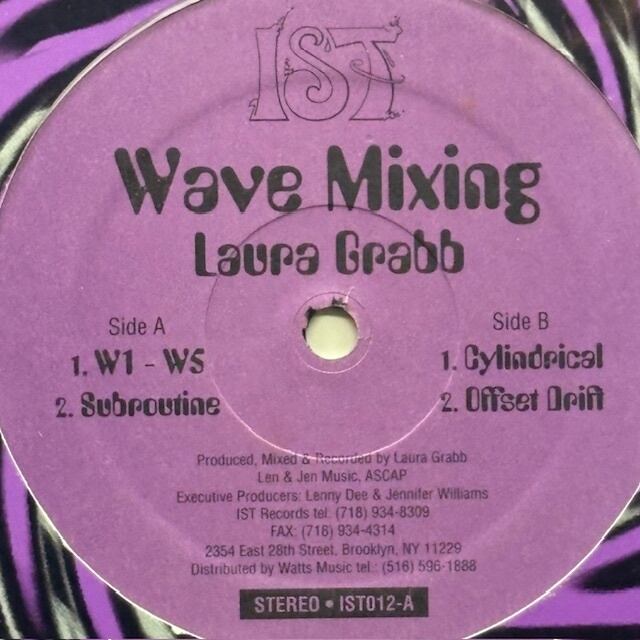 IST
Wave Mixing
Laura Grabb
Side A
1. W1 - W5
2. Subroutine
Side B
1. Cylindrical
2. Offset Drift
Produced, Mixed & Recorded by Laura Grabb
Len & Jen Music, ASCAP
Executive Producers: Lenny Dee & Jennifer Williams
IST Records tel: (718) 934-8309
FAX: (718) 934-4314
2354 East 28th Street, Brooklyn, NY 11229
Distributed by Watts Music tel.: (516) 596-1888
STEREO • IST012-A